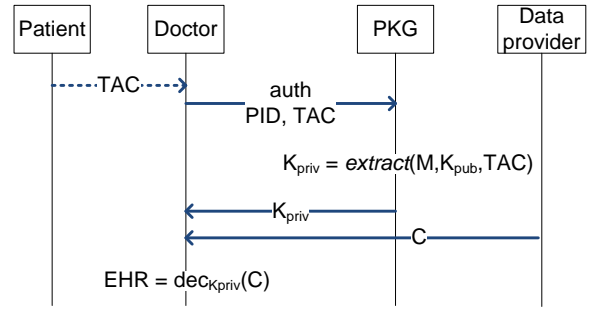 Patient
Doctor
PKG
Data
provider
TAC
auth
PID, TAC
Kpriv = extract(M,Kpub,TAC)
Kpriv
C
EHR = decKpriv(C)